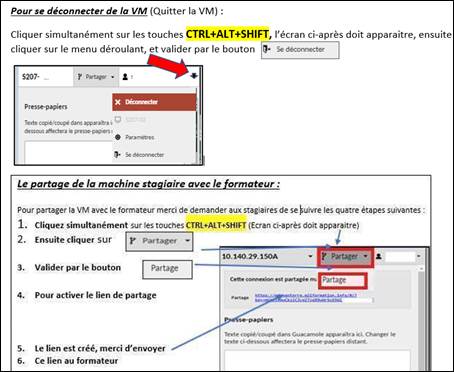 Pour se déconnecter de la VM (Quitter la VM) :
Cliquer simultanément sur les touches CTRL+ALT+SHIFT, l'écran ci-après doit apparaitre, ensuite
cliquer sur le menu déroulant, et valider par le bouton Se déconnecter
S207-
Partager
Déconnecter
Presse-papiers
Texte copié/coupé dans apparaîtra
dessous affectera le presse-papiers
Paramètres
Se déconnecter
Le partage de la machine stagiaire avec le formateur :
Pour partager la VM avec le formateur merci de demander aux stagiaires de se suivre les quatre étapes suivantes :
1. Cliquez simultanément sur les touches CTRL+ALT+SHIFT (Ecran ci-après doit apparaitre)
2. Ensuite cliquer sur Partager
3. Valider par le bouton Partage
4. Pour activer le lien de partage
5. Le lien est créé, merci d'envoyer
6. Ce lien au formateur
10.140.29.150A
Partager
Cette connexion est partagée
Partage
Partage
Presse-papiers
Texte copié/coupé dans Guacamole apparaîtra ici. Changer le
texte ci-dessous affectera le presse-papiers distant.